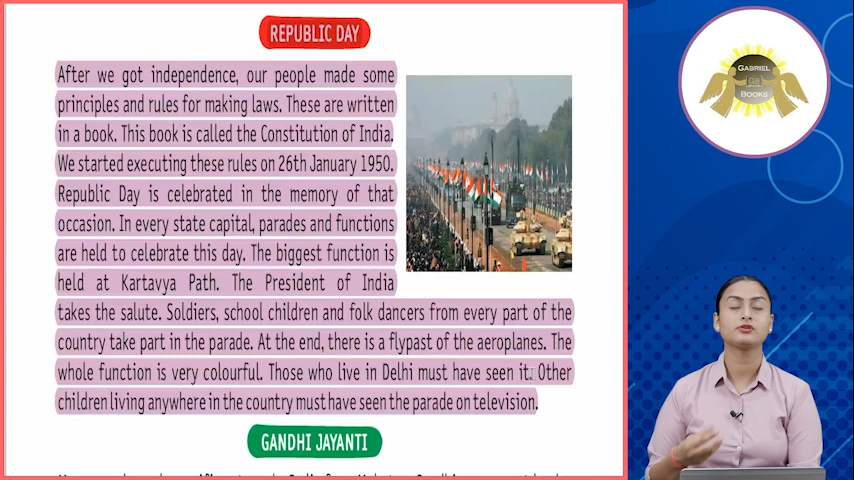 REPUBLIC DAY
After we got independence, our people made some
principles and rules for making laws. These are written
in a book. This book is called the Constitution of India.
We started executing these rules on 26th January 1950.
Republic Day is celebrated in the memory of that
occasion. In every state capital, parades and functions
are held to celebrate this day. The biggest function is
held at Kartavya Path. The President of India
takes the salute. Soldiers, school children and folk dancers from every part of the
country take part in the parade. At the end, there is a flypast of the aeroplanes. The
whole function is very colourful. Those who live in Delhi must have seen it. Other
children living anywhere in the country must have seen the parade on television.
GANDHI JAYANTI
GABRIEL
BOOKS